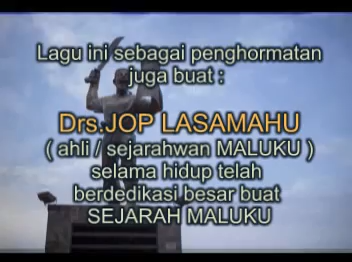 Lagu ini sebagai penghormatan
juga buat :
Drs.JOP LASAMAHU
( ahli / sejarahwan MALUKU )
selama hidup telah
berdedikasi besar buat
SEJARAH MALUKU